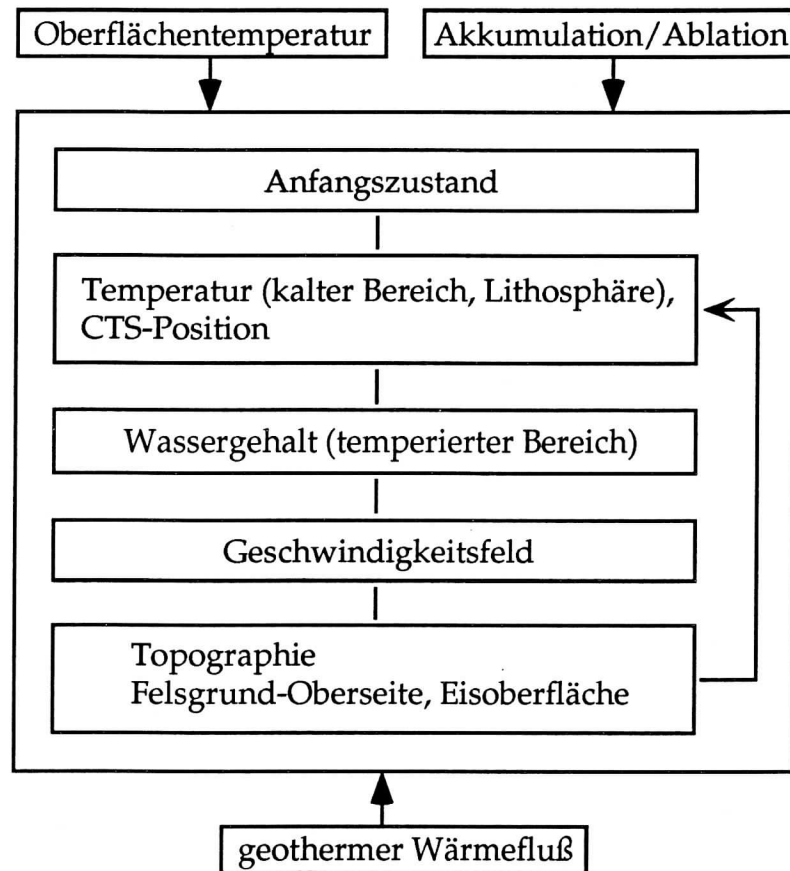 Oberflächentemperatur
Akkumulation/Ablation
Anfangszustand
Temperatur (kalter Bereich, Lithosphäre),
CTS-Position
Wassergehalt (temperierter Bereich)
Geschwindigkeitsfeld
Topographie
Felsgrund-Oberseite, Eisoberfläche
geothermer Wärmefluß